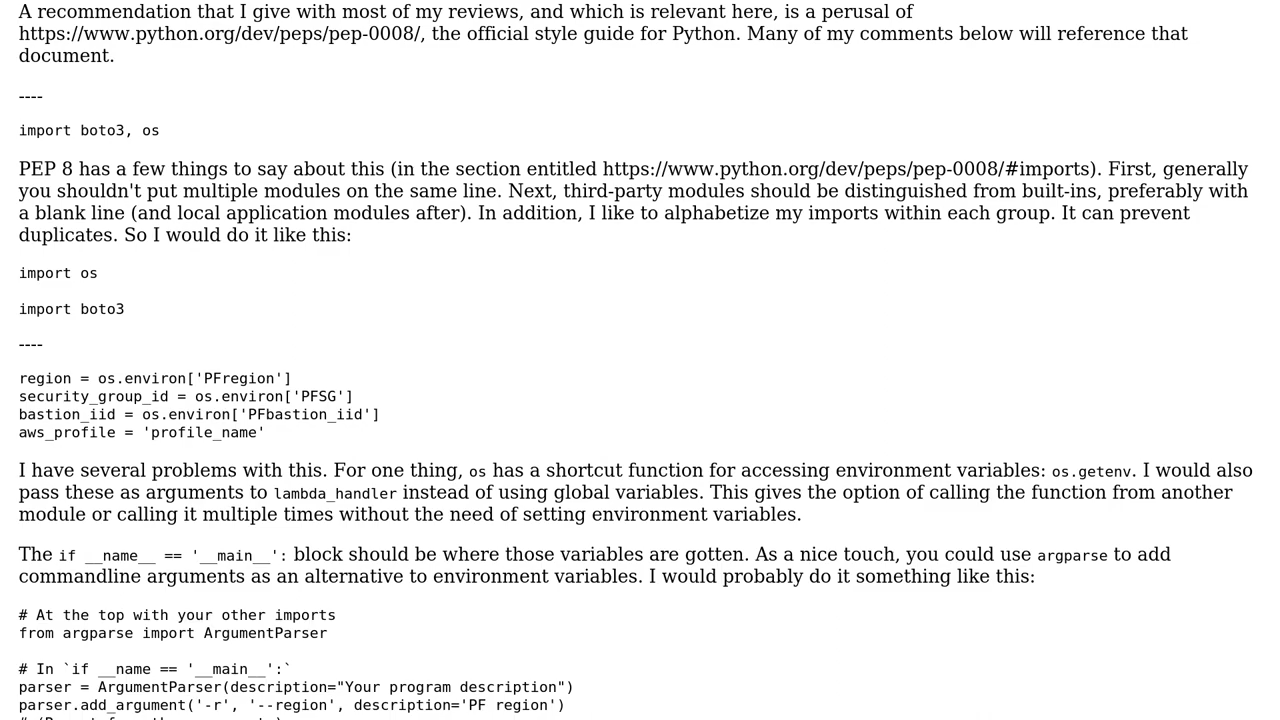 A recommendation that I give with most of my reviews, and which is relevant here, is a perusal of
https://www.python.org/dev/peps/pep-0008/, the official style guide for Python. Many of my comments below will reference that
document.
----
import boto3, os
PEP 8 has a few things to say about this (in the section entitled https://www.python.org/dev/peps/pep-0008/#imports). First, generally
you shouldn't put multiple modules on the same line. Next, third-party modules should be distinguished from built-ins, preferably with
a blank line (and local application modules after). In addition, I like to alphabetize my imports within each group. It can prevent
duplicates. So I would do it like this:
import os
import boto3
----
region = os.environ['PFregion']
security_group_id = os.environ['PFSG']
bastion_iid = os.environ['PFbastion_iid']
aws_profile = 'profile_name'
I have several problems with this. For one thing, os has a shortcut function for accessing environment variables: os.getenv. I would also
pass these as arguments to lambda_handler instead of using global variables. This gives the option of calling the function from another
module or calling it multiple times without the need of setting environment variables.
The if __name__ == '__main__': block should be where those variables are gotten. As a nice touch, you could use argparse to add
commandline arguments as an alternative to environment variables. I would probably do it something like this:
# At the top with your other imports
from argparse import ArgumentParser
# In `if __name == '__main__':`
parser = ArgumentParser(description="Your program description")
parser.add_argument('-r', '--region', description='PF region')